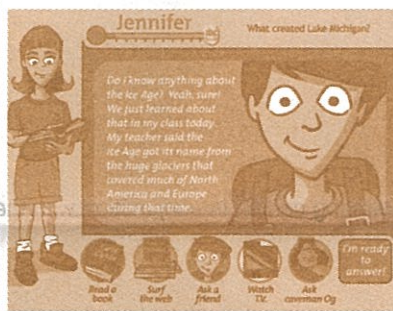 Jennifer
What created Lake Michigan?
Do I know anything about
the Ice Age? Yeah, sure!
We just learned about
that in my class today.
My teacher said the
Ice Age got its name from
the huge glaciers that
covered much of North
America and Europe
during that time.
Read a
book
Surf
the web
Ask a
friend
Watch
T.V.
Ask
caveman Og
I'm ready
to
answer!